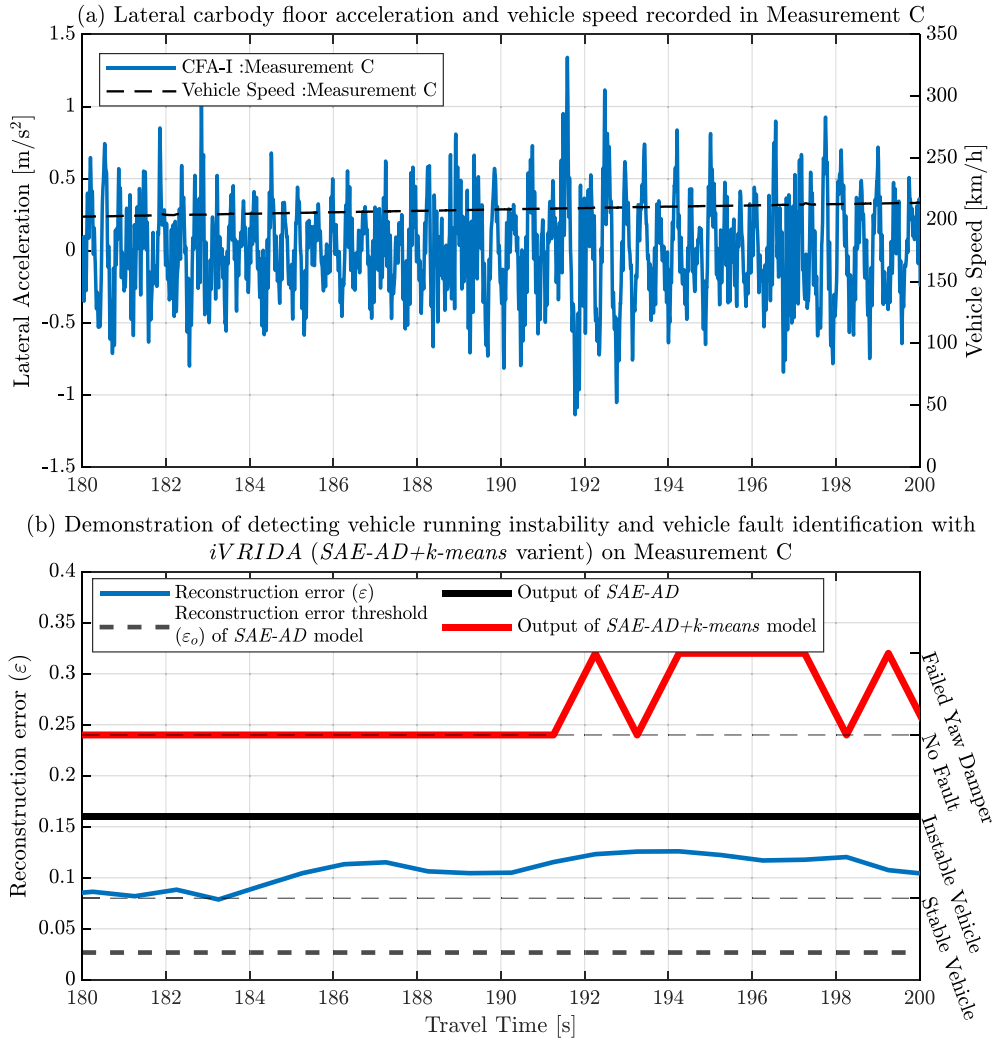 (a) Lateral carbody floor acceleration and vehicle speed recorded in Measurement C
1.5
1
0.5
0
-0.5
-1
-1.5
Lateral Acceleration [m/s²]
CFA-I :Measurement C
Vehicle Speed :Measurement C
350
300
250
200
150
100
50
0
Vehicle Speed [km/h]
180 182 184 186 188 190 192 194 196 198 200
(b) Demonstration of detecting vehicle running instability and vehicle fault identification with
iVRIDA (SAE-AD+k-means varient) on Measurement C
0.4
0.35
0.3
0.25
0.2
0.15
0.1
0.05
0
Reconstruction error (ε)
Reconstruction error (ε)
Reconstruction error threshold
(εₒ) of SAE-AD model
Output of SAE-AD
Output of SAE-AD+k-means model
Failed Yaw Damper
No Fault
Instable Vehicle
Stable Vehicle
180 182 184 186 188 190 192 194 196 198 200
Travel Time [s]